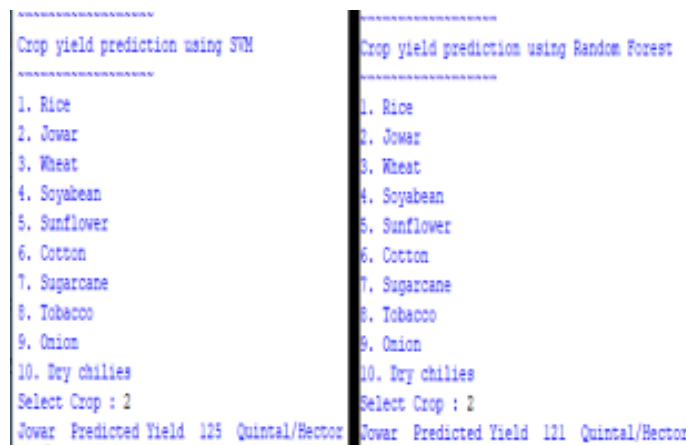 ~~~~~~~~~~~~~~~~~~
Crop yield prediction using SVM
~~~~~~~~~~~~~~~~~~
1. Rice
2. Jowar
3. Wheat
4. Soyabean
5. Sunflower
6. Cotton
7. Sugarcane
8. Tobacco
9. Onion
10. Dry chilies
Select Crop : 2
Jowar Predicted Yield 125 Quintal/Hector
~~~~~~~~~~~~~~~~~~
Crop yield prediction using Random Forest
~~~~~~~~~~~~~~~~~~
1. Rice
2. Jowar
3. Wheat
4. Soyabean
5. Sunflower
6. Cotton
7. Sugarcane
8. Tobacco
9. Onion
10. Dry chilies
Select Crop : 2
Jowar Predicted Yield 121 Quintal/Hector